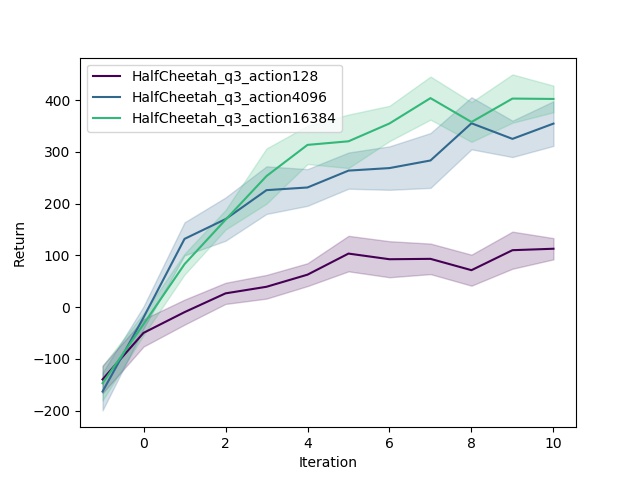 HalfCheetah_q3_action128
HalfCheetah_q3_action4096
HalfCheetah_q3_action16384
400
300
200
100
0
−100
−200
Return
0 2 4 6 8 10
Iteration